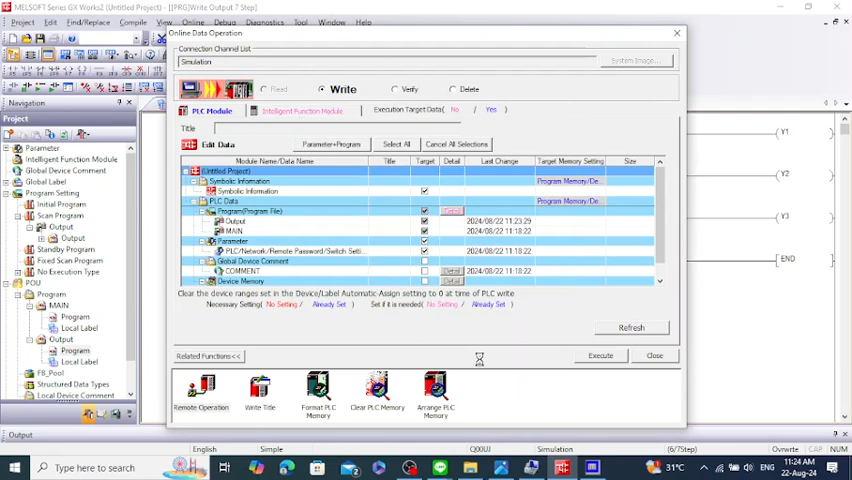 MELSOFT Series GX Works2 (Untitled Project) - [[PRG]Write Output 7 Step]
Project Edit Find/Replace Compile View Online Debug Diagnostics Tool Window Help
Online Data Operation
Connection Channel List
Simulation
System Image...
Read Write Verify Delete
PLC Module Intelligent Function Module Execution Target Data( No / Yes )
Title
Edit Data Parameter+Program Select All Cancel All Selections
Module Name/Data Name Title Target Detail Last Change Target Memory Setting Size
(Untitled Project)
Symbolic Information Program Memory/De...
Symbolic Information
PLC Data Program Memory/De...
Program(Program File) Detail
Output 2024/08/22 11:23:29
MAIN 2024/08/22 11:18:22
Parameter
PLC/Network/Remote Password/Switch Setti... 2024/08/22 11:18:22
Global Device Comment
COMMENT Detail 2024/08/22 11:18:22
Device Memory Detail
Clear the device ranges set in the Device/Label Automatic-Assign setting to 0 at time of PLC write
Necessary Setting( No Setting / Already Set ) Set if it is needed( No Setting / Already Set )
Refresh
Related Functions<< Execute Close
Remote Operation Write Title Format PLC Memory Clear PLC Memory Arrange PLC Memory
Navigation
Project
Parameter
Intelligent Function Module
Global Device Comment
Global Label
Program Setting
Initial Program
Scan Program
Output
Output
Standby Program
Fixed Scan Program
No Execution Type
POU
Program
MAIN
Program
Local Label
Output
Program
Local Label
FB_Pool
Structured Data Types
Local Device Comment
Y1
Y2
Y3
END
Output
English Simple Q00UJ Simulation (6/7Step) Ovrwrte CAP NUM
Type here to search 31°C ENG 11:24 AM
22-Aug-24